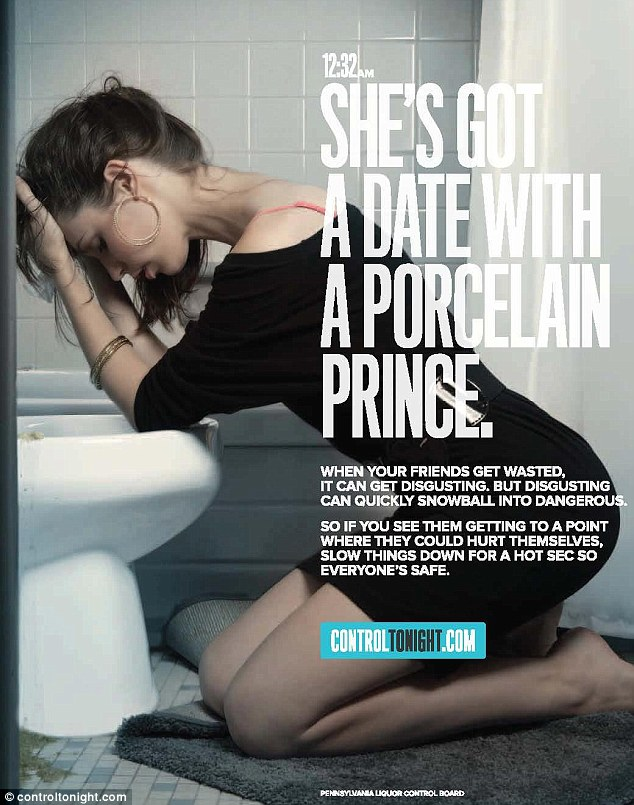 12:32AM
SHE'S GOT
A DATE WITH
A PORCELAIN
PRINCE.
WHEN YOUR FRIENDS GET WASTED,
IT CAN GET DISGUSTING. BUT DISGUSTING
CAN QUICKLY SNOWBALL INTO DANGEROUS.
SO IF YOU SEE THEM GETTING TO A POINT
WHERE THEY COULD HURT THEMSELVES,
SLOW THINGS DOWN FOR A HOT SEC SO
EVERYONE'S SAFE.
CONTROLTONIGHT.COM
PENNSYLVANIA LIQUOR CONTROL BOARD
© controltonight.com